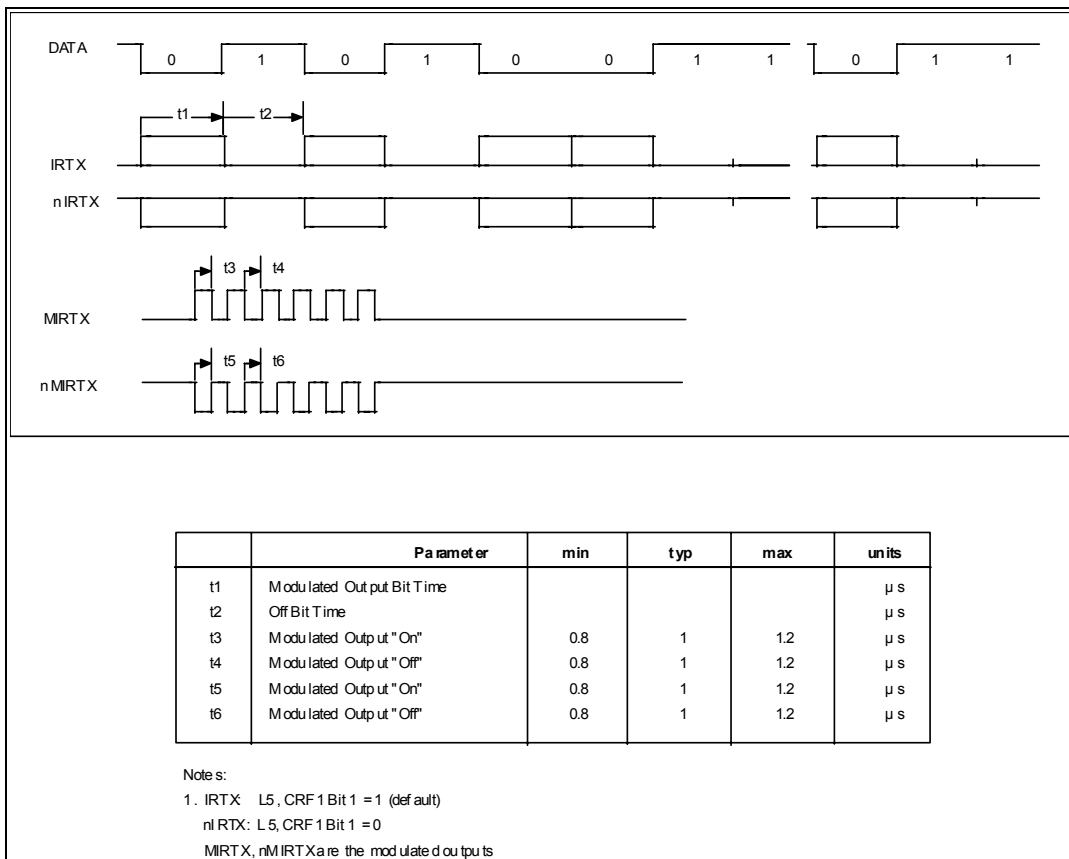 DATA 0 1 0 1 0 0 1 1 0 1 1
t1 t2
IRTX
nIRTX
t3 t4
MIRTX
t5 t6
nMIRTX
Parameter min typ max units
t1 Modulated Output Bit Time µs
t2 Off Bit Time µs
t3 Modulated Output "On" 0.8 1 1.2 µs
t4 Modulated Output "Off" 0.8 1 1.2 µs
t5 Modulated Output "On" 0.8 1 1.2 µs
t6 Modulated Output "Off" 0.8 1 1.2 µs
Notes:
1. IRTX: L5, CRF1 Bit 1 = 1 (default)
nIRTX: L5, CRF1 Bit 1 = 0
MIRTX, nMIRTX are the modulated outputs